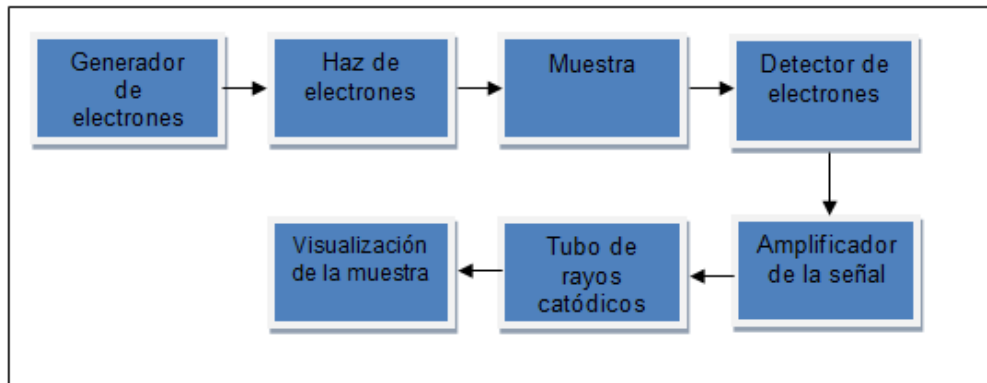 Generador
de
electrones
Haz de
electrones
Muestra
Detector de
electrones
Amplificador
de la señal
Tubo de
rayos
catódicos
Visualización
de la muestra